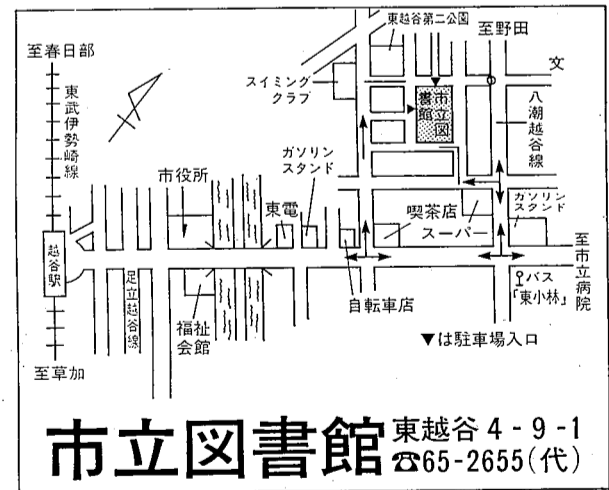 東越谷第二公園
至野田
至春日部
文
スイミング
クラブ
市立図
書館
八潮越谷線
東武伊勢崎線
ガソリン
スタンド
市役所
東電
喫茶店
スーパー
ガソリン
スタンド
越谷駅
足立越谷線
至市立病院
バス
「東小林」
自転車店
福祉
会館
▼は駐車場入口
至草加
市立図書館
東越谷4-9-1
☎65-2655(代)